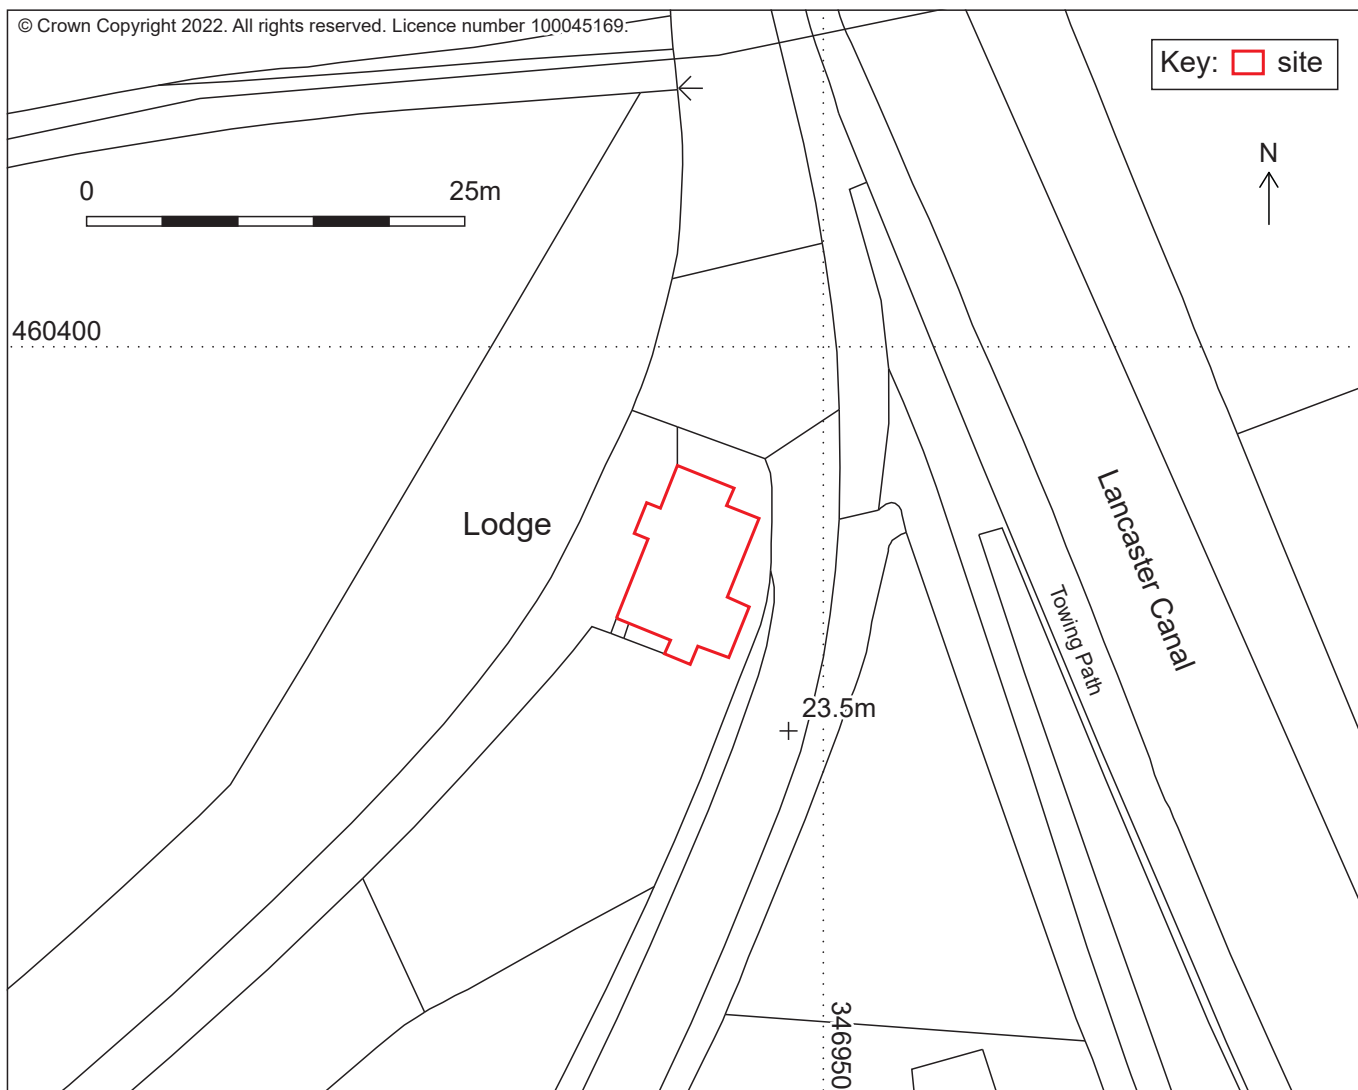 © Crown Copyright 2022. All rights reserved. Licence number 100045169.
Key: site
N
0 25m
460400
Lodge
Lancaster Canal
Towing Path
23.5m
346950